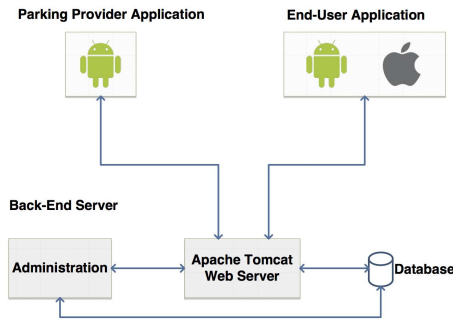 Parking Provider Application
End-User Application
Back-End Server
Administration
Apache Tomcat
Web Server
Database